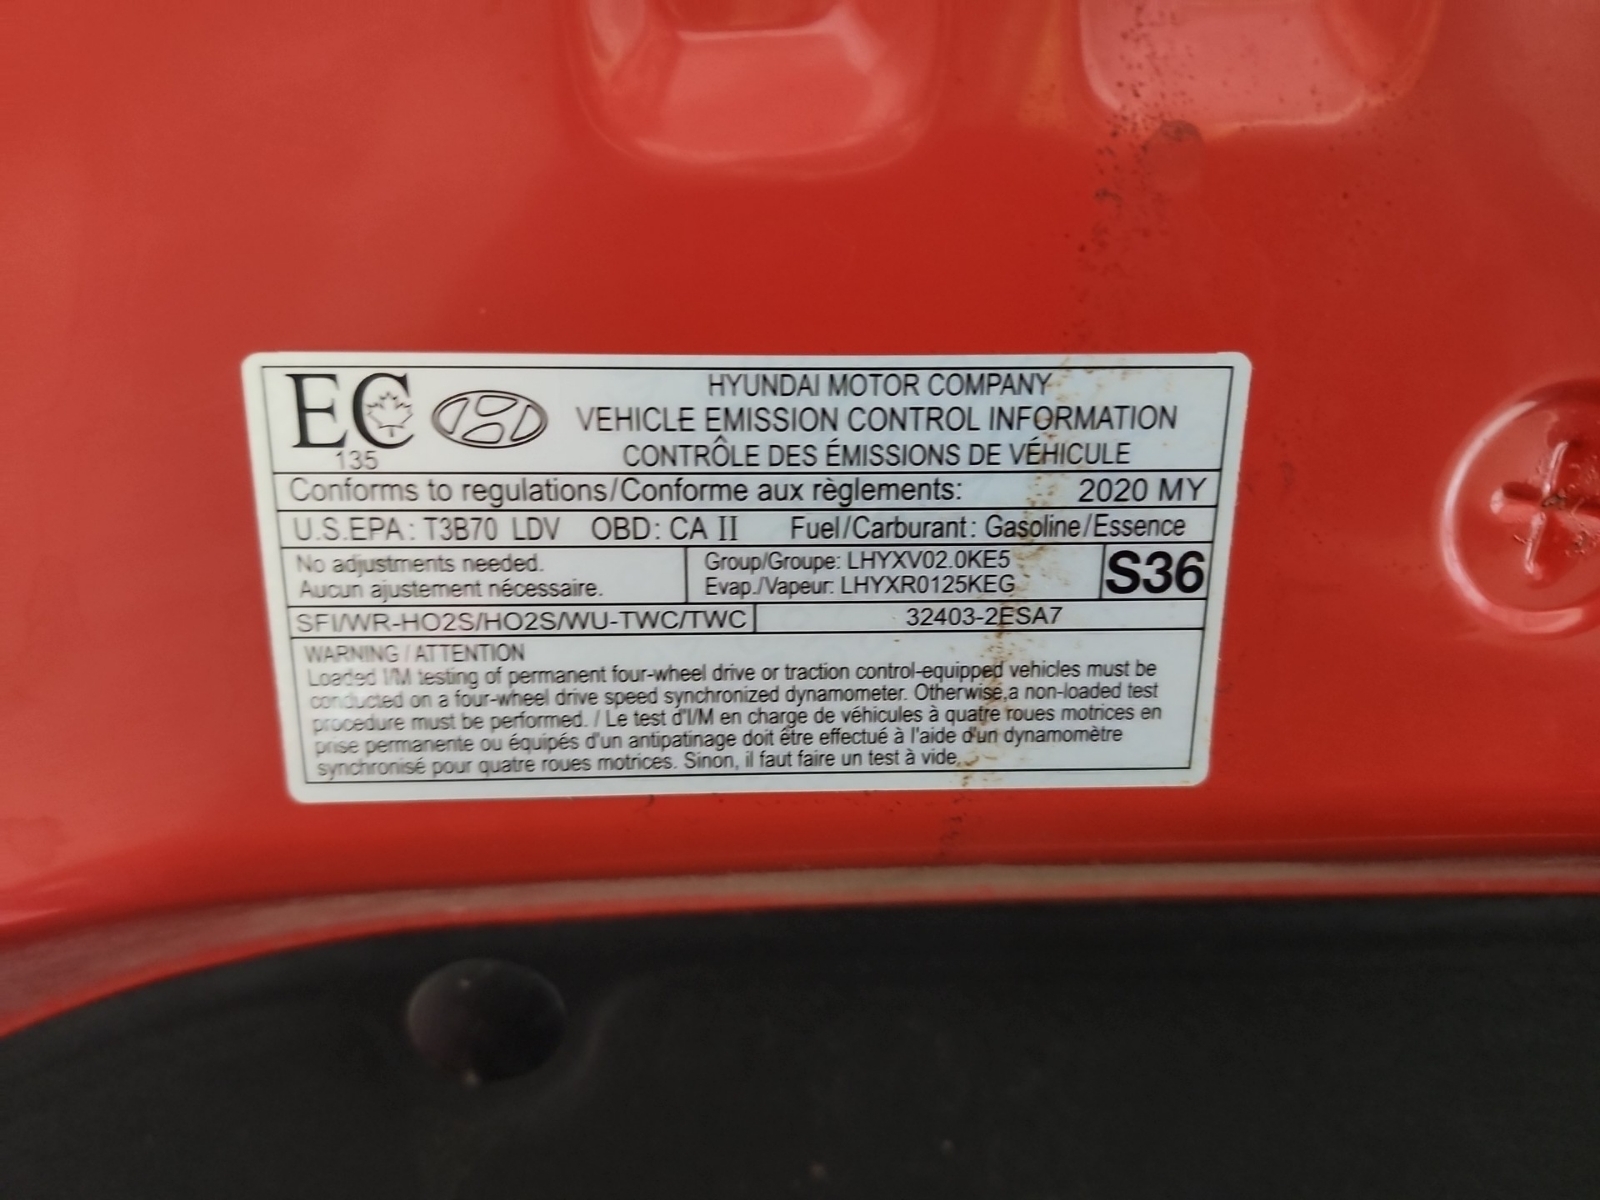 EC
135
HYUNDAI MOTOR COMPANY
VEHICLE EMISSION CONTROL INFORMATION
CONTRÔLE DES ÉMISSIONS DE VÉHICULE
Conforms to regulations/Conforme aux règlements: 2020 MY
U.S.EPA: T3B70 LDV OBD: CA II Fuel/Carburant: Gasoline/Essence
No adjustments needed.
Aucun ajustement nécessaire.
Group/Groupe: LHYXV02.0KE5
Evap./Vapeur: LHYXR0125KEG
S36
SFI/WR-HO2S/HO2S/WU-TWC/TWC
32403-2ESA7
WARNING / ATTENTION
Loaded I/M testing of permanent four-wheel drive or traction control-equipped vehicles must be
conducted on a four-wheel drive speed synchronized dynamometer. Otherwise,a non-loaded test
procedure must be performed. / Le test d'I/M en charge de véhicules à quatre roues motrices en
prise permanente ou équipés d'un antipatinage doit être effectué à l'aide d'un dynamomètre
synchronisé pour quatre roues motrices. Sinon, il faut faire un test à vide.